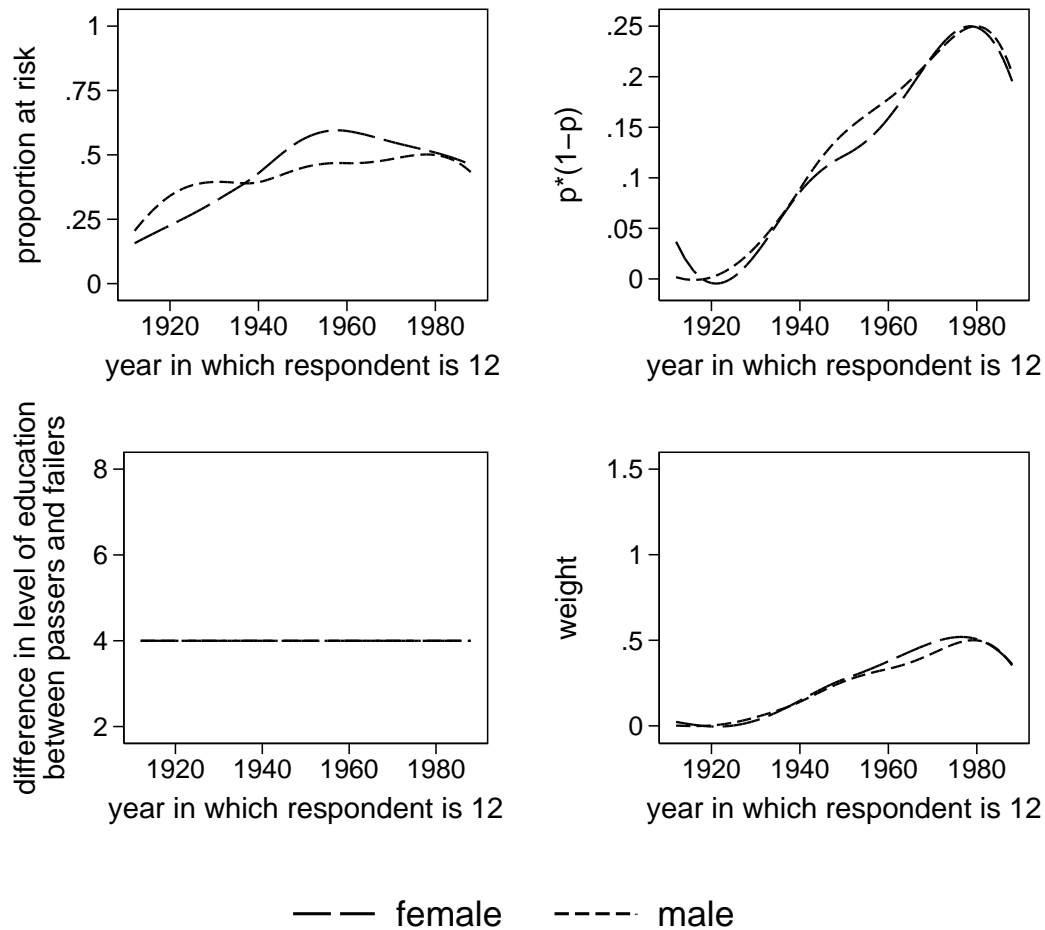 proportion at risk
1
.75
.5
.25
0
1920 1940 1960 1980
year in which respondent is 12
p*(1−p)
.25
.2
.15
.1
.05
0
1920 1940 1960 1980
year in which respondent is 12
difference in level of education
between passers and failers
8
6
4
2
1920 1940 1960 1980
year in which respondent is 12
weight
1.5
1
.5
0
1920 1940 1960 1980
year in which respondent is 12
female male